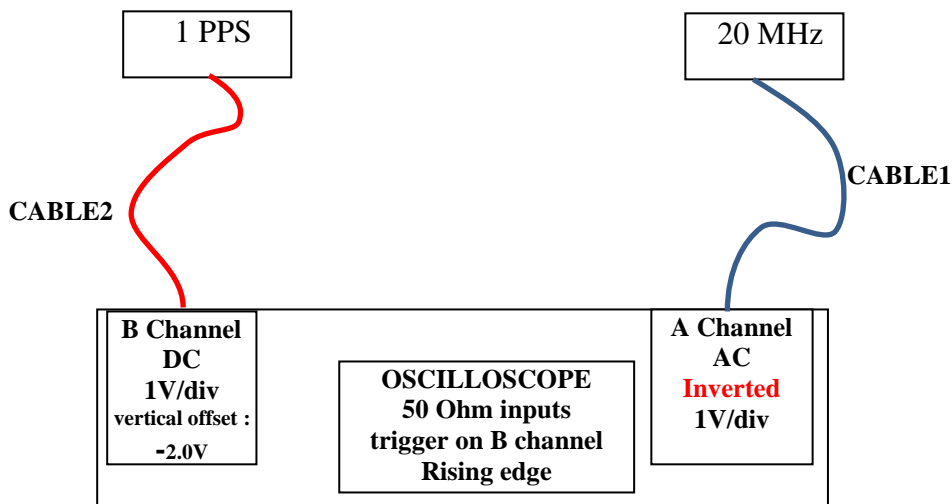 1 PPS
20 MHz
CABLE2
CABLE1
B Channel
DC
1V/div
vertical offset :
-2.0V
OSCILLOSCOPE
50 Ohm inputs
trigger on B channel
Rising edge
A Channel
AC
Inverted
1V/div